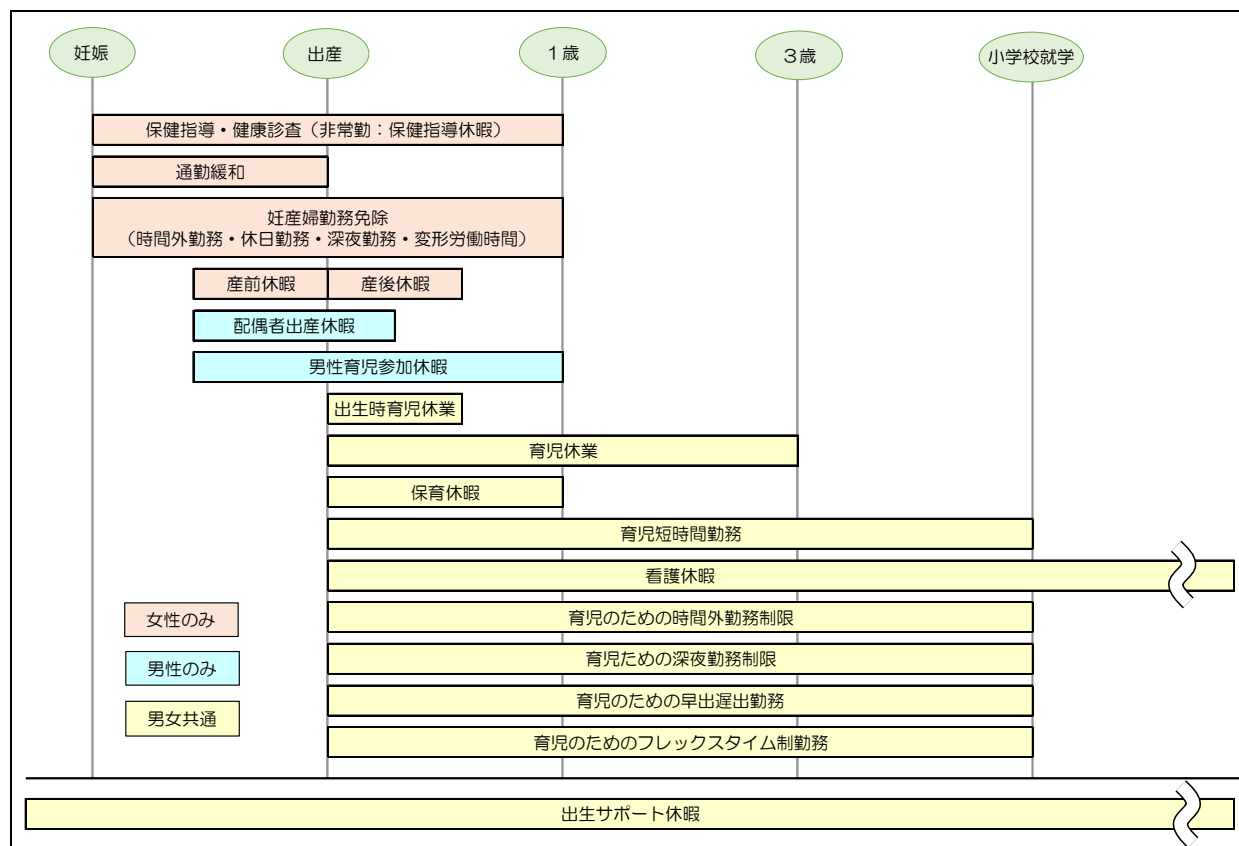 妊娠
出産
１歳
３歳
小学校就学
保健指導・健康診査（非常勤：保健指導休暇）
通勤緩和
妊産婦勤務免除
（時間外勤務・休日勤務・深夜勤務・変形労働時間）
産前休暇
産後休暇
配偶者出産休暇
男性育児参加休暇
出生時育児休業
育児休業
保育休暇
育児短時間勤務
看護休暇
女性のみ
育児のための時間外勤務制限
男性のみ
育児ための深夜勤務制限
男女共通
育児のための早出遅出勤務
育児のためのフレックスタイム制勤務
出生サポート休暇